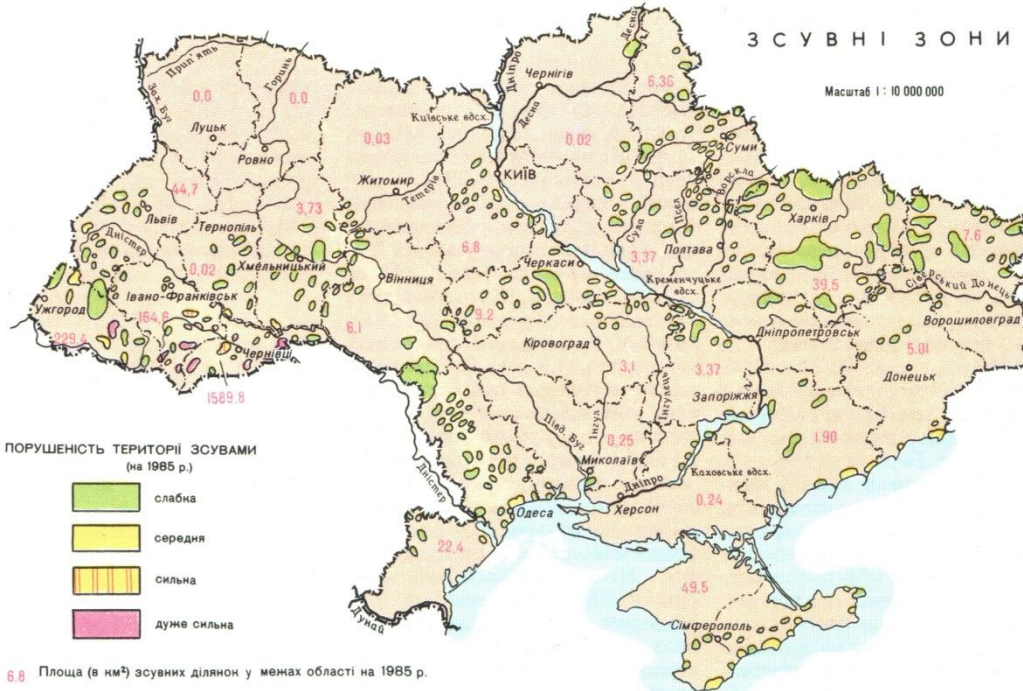 ЗСУВНІ ЗОНИ
Масштаб 1 : 10 000 000
Прип'ять
Зах. Буг
Горинь
Дніпро
Десна
Чернігів
6.36
0.0
0.0
Луцьк
Ровно
Київське вдсх.
Десна
0,03
0.02
Суми
КИЇВ
Житомир
Тетерів
44,7
3,73
Львів
Тернопіль
Дністер
0,02
Хмельницький
Вінниця
6.8
Черкаси
Сула
Псел
Ворскла
3,37
Полтава
Харків
7.6
Кременчуцьке
вдсх.
39,5
Сіверський Донець
Ворошиловград
Ужгород
Івано-Франківськ
164,6
229,4
Чернівці
1589.8
6,1
9.2
Кіровоград
3,1
Інгул
Інгулець
3,37
Дніпропетровськ
5.01
Донецьк
Запоріжжя
1.90
Півд. Буг
0,25
Миколаїв
Каховське вдсх.
Дніпро
Херсон
0.24
Одеса
Дністер
22,4
Дунай
49.5
Сімферополь
ПОРУШЕНІСТЬ ТЕРИТОРІЇ ЗСУВАМИ
(на 1985 р.)
слабка
середня
сильна
дуже сильна
6,8 Площа (в км²) зсувних ділянок у межах області на 1985 р.